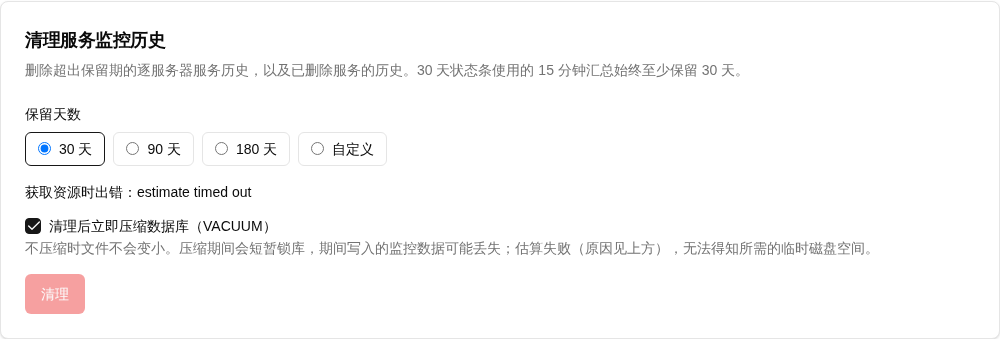 清理服务监控历史
删除超出保留期的逐服务器服务历史，以及已删除服务的历史。30 天状态条使用的 15 分钟汇总始终至少保留 30 天。
保留天数
30 天 90 天 180 天 自定义
获取资源时出错：estimate timed out
清理后立即压缩数据库（VACUUM）
不压缩时文件不会变小。压缩期间会短暂锁库，期间写入的监控数据可能丢失；估算失败（原因见上方），无法得知所需的临时磁盘空间。
清理